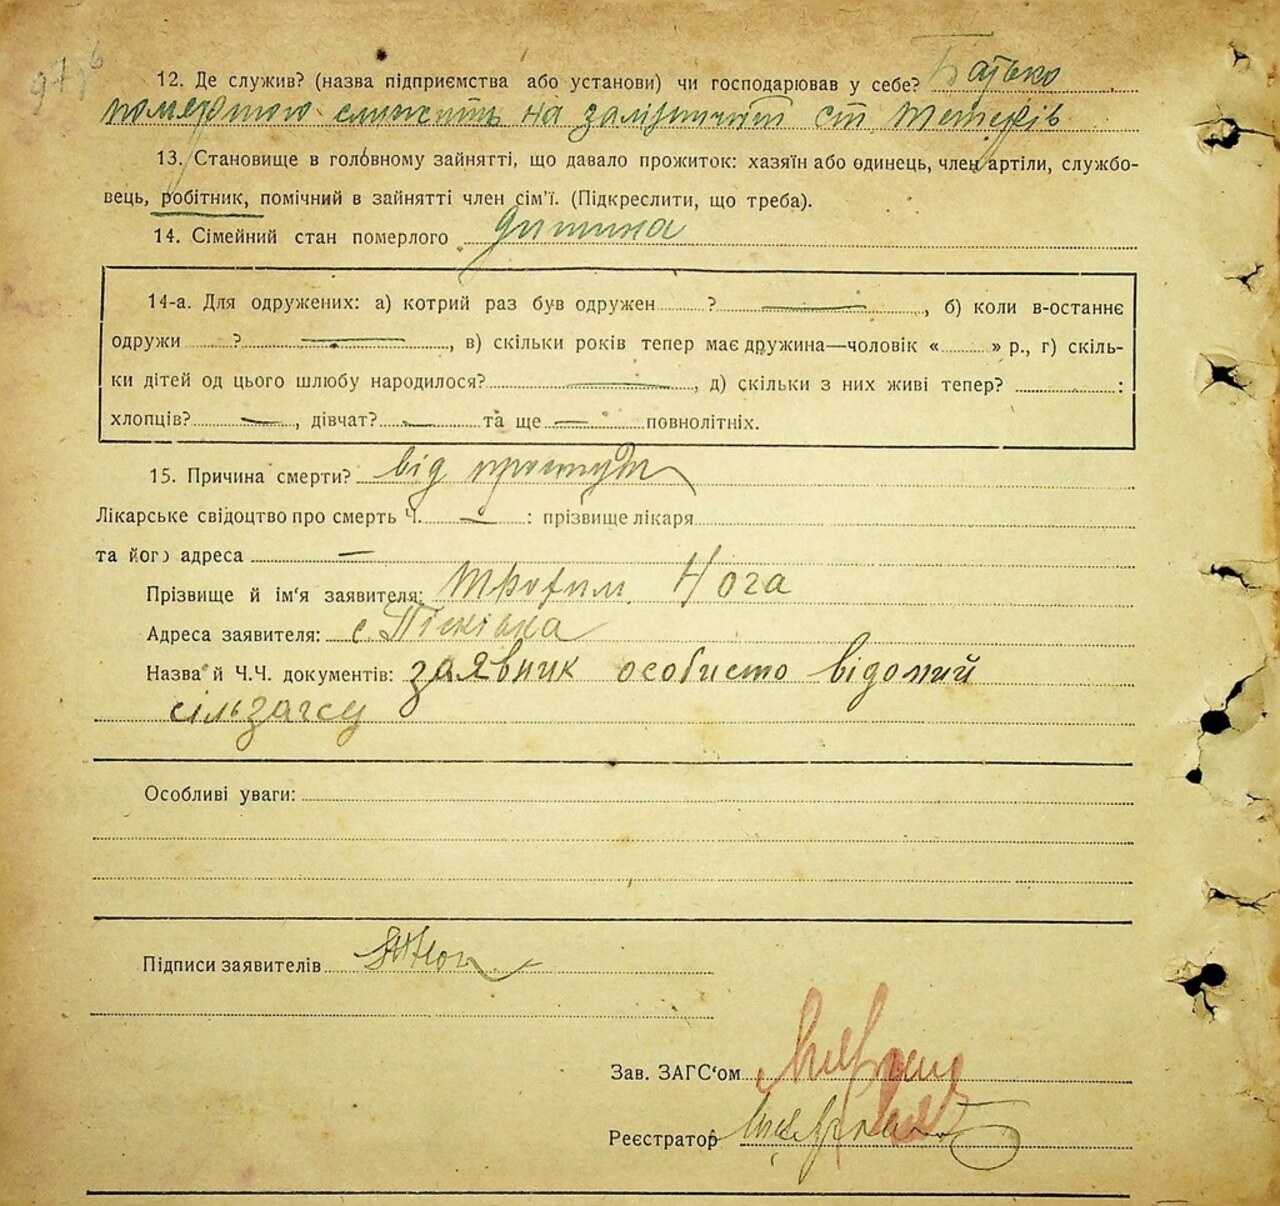 12. Де служив? (назва підприємства або установи) чи господарював у себе? Батько
помершого служить на залізниці ст Тетерів
13. Становище в головному зайнятті, що давало прожиток: хазяїн або одинець, член артіли, службо-
вець, робітник, помічний в зайнятті член сім'ї. (Підкреслити, що треба).
14. Сімейний стан померлого дитина
14-а. Для одружених: а) котрий раз був одружен ? —, б) коли в-останнє
одружи ? —, в) скільки років тепер має дружина—чоловік « » р., г) скіль-
ки дітей од цього шлюбу народилося? —, д) скільки з них живі тепер? :
хлопців? —, дівчат? — та ще — повнолітніх.
15. Причина смерти? від простуди
Лікарське свідоцтво про смерть Ч. — : прізвище лікаря
та його адреса —
Прізвище й ім'я заявителя: Трофим Нога
Адреса заявителя: с. Пісківка
Назва й Ч.Ч. документів: заявник особисто відомий
сільзагсу
Особливі уваги:
Підписи заявителів
Зав. ЗАГС'ом
Реєстратор